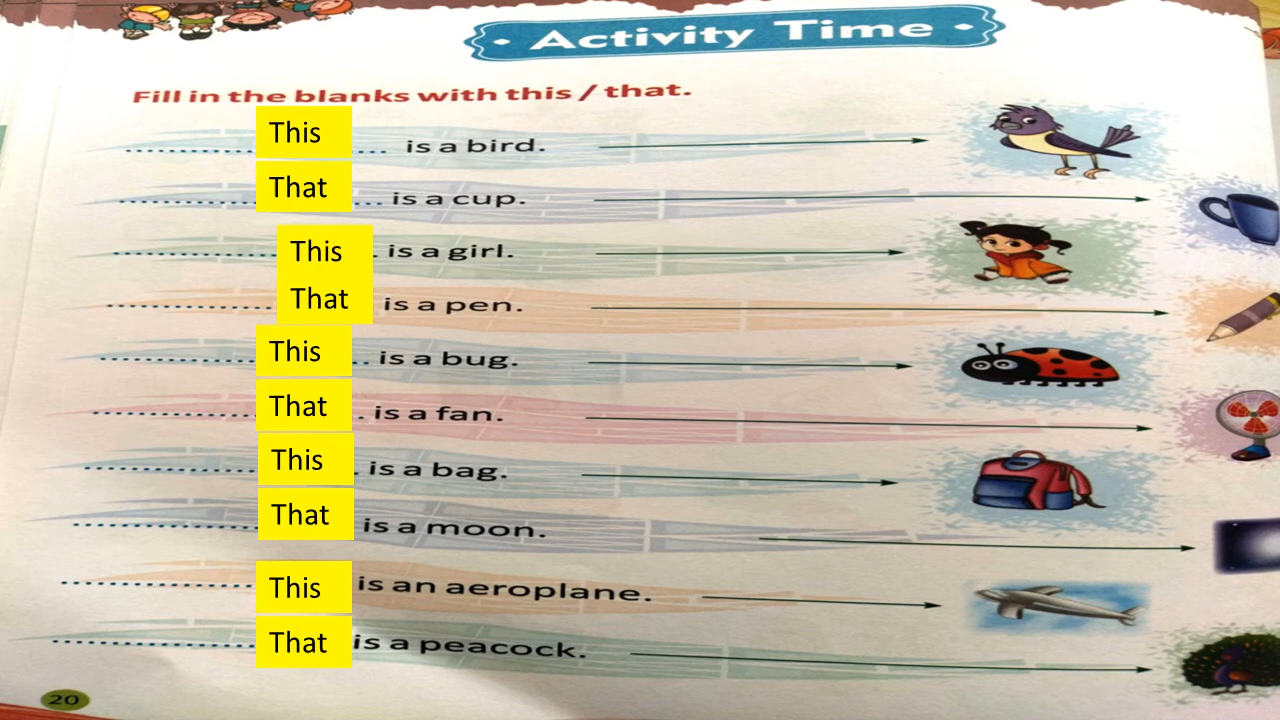 Activity Time
Fill in the blanks with this / that.
This is a bird.
That is a cup.
This is a girl.
That is a pen.
This is a bug.
That is a fan.
This is a bag.
That is a moon.
This is an aeroplane.
That is a peacock.
20